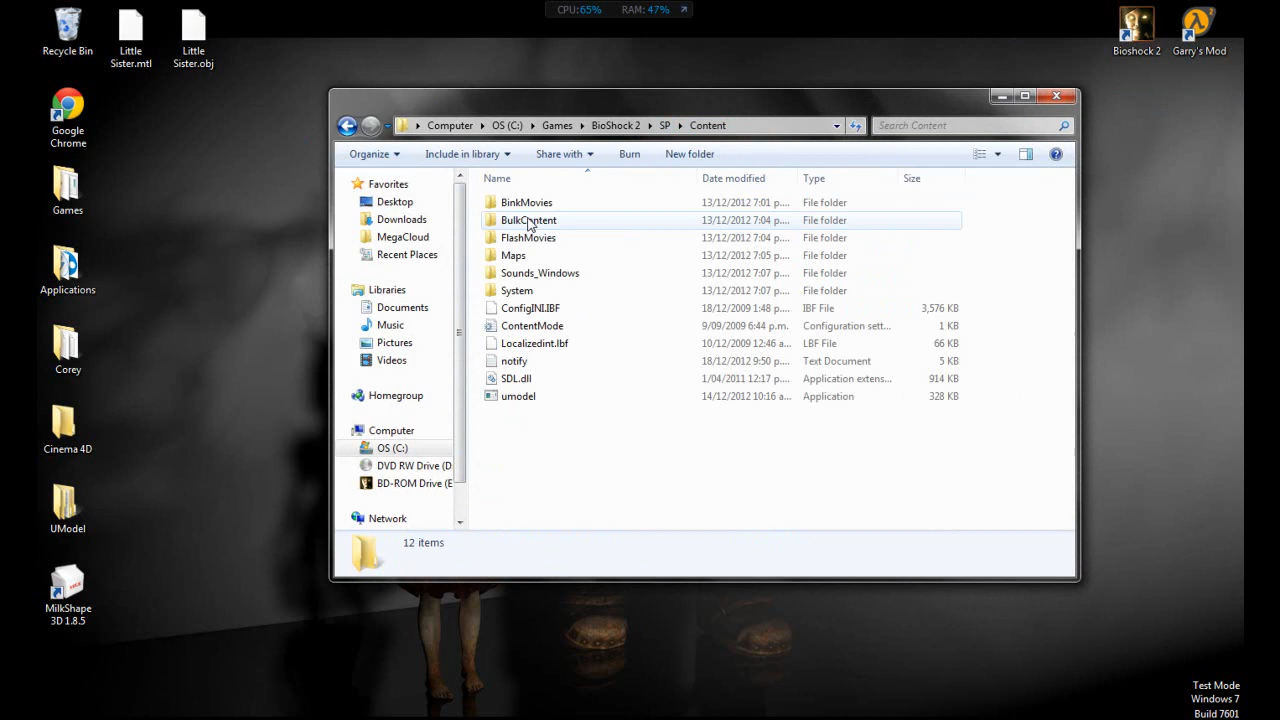 CPU:65% RAM: 47%
Recycle Bin
Little
Sister.mtl
Little
Sister.obj
Bioshock 2
Garry's Mod
Google
Chrome
Games
Applications
Corey
Cinema 4D
UModel
MilkShape
3D 1.8.5
Computer OS (C:) Games BioShock 2 SP Content
Search Content
Organize Include in library Share with Burn New folder
Favorites
Desktop
Downloads
MegaCloud
Recent Places
Libraries
Documents
Music
Pictures
Videos
Homegroup
Computer
OS (C:)
DVD RW Drive (D
BD-ROM Drive (E
Network
Name Date modified Type Size
BinkMovies 13/12/2012 7:01 p.... File folder
BulkContent 13/12/2012 7:04 p.... File folder
FlashMovies 13/12/2012 7:04 p.... File folder
Maps 13/12/2012 7:05 p.... File folder
Sounds_Windows 13/12/2012 7:07 p.... File folder
System 13/12/2012 7:07 p.... File folder
ConfigINI.IBF 18/12/2009 1:48 p.... IBF File 3,576 KB
ContentMode 9/09/2009 6:44 p.m. Configuration sett... 1 KB
Localizedint.lbf 10/12/2009 12:46 a... LBF File 66 KB
notify 18/12/2012 9:50 p.... Text Document 5 KB
SDL.dll 1/04/2011 12:17 p.... Application extens... 914 KB
umodel 14/12/2012 10:16 a... Application 328 KB
12 items
Test Mode
Windows 7
Build 7601